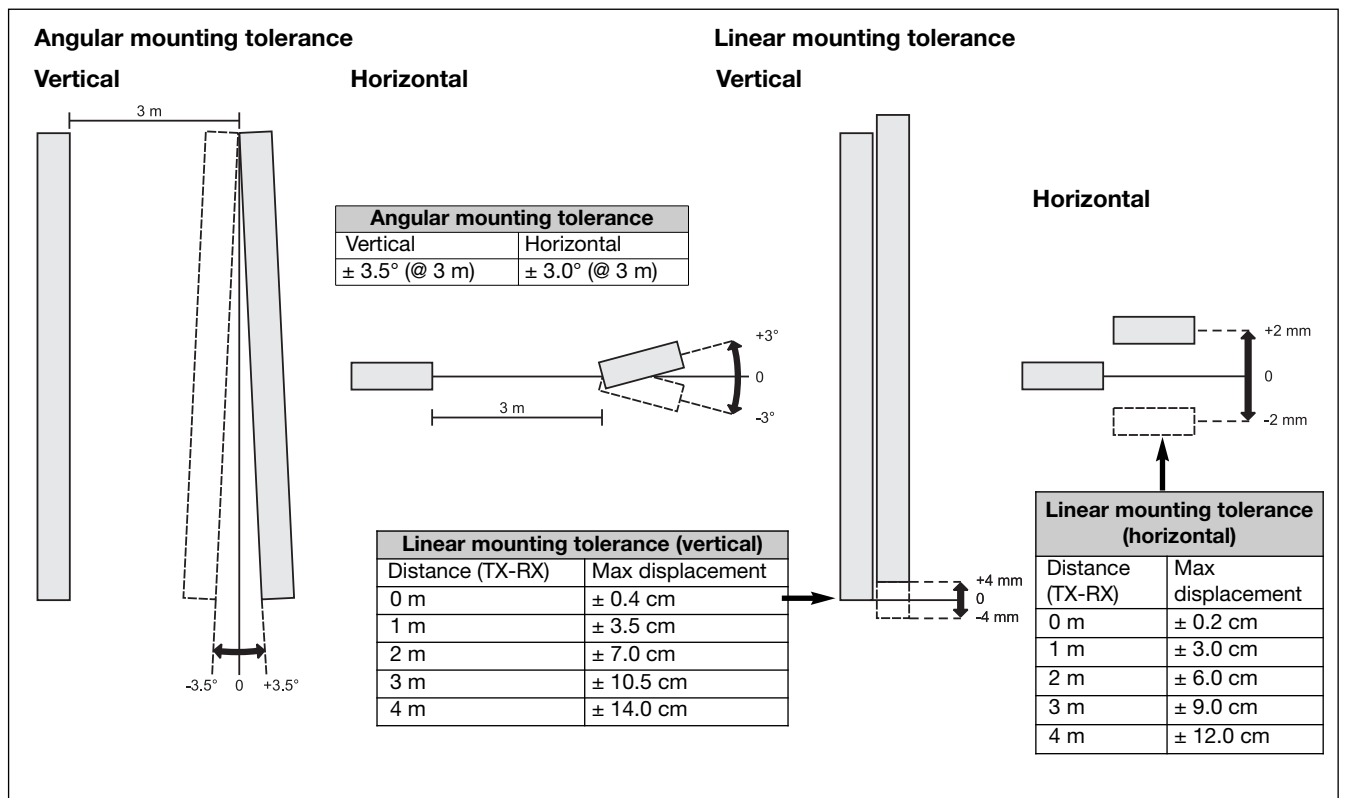 Angular mounting tolerance
Vertical
Horizontal
3 m
-3.5° 0 +3.5°
Angular mounting tolerance
Vertical Horizontal
± 3.5° (@ 3 m) ± 3.0° (@ 3 m)
+3°
0
-3°
3 m
Linear mounting tolerance
Vertical
Linear mounting tolerance (vertical)
Distance (TX-RX) Max displacement
0 m ± 0.4 cm
1 m ± 3.5 cm
2 m ± 7.0 cm
3 m ± 10.5 cm
4 m ± 14.0 cm
+4 mm
0
-4 mm
Horizontal
+2 mm
0
-2 mm
Linear mounting tolerance
(horizontal)
Distance Max
(TX-RX) displacement
0 m ± 0.2 cm
1 m ± 3.0 cm
2 m ± 6.0 cm
3 m ± 9.0 cm
4 m ± 12.0 cm